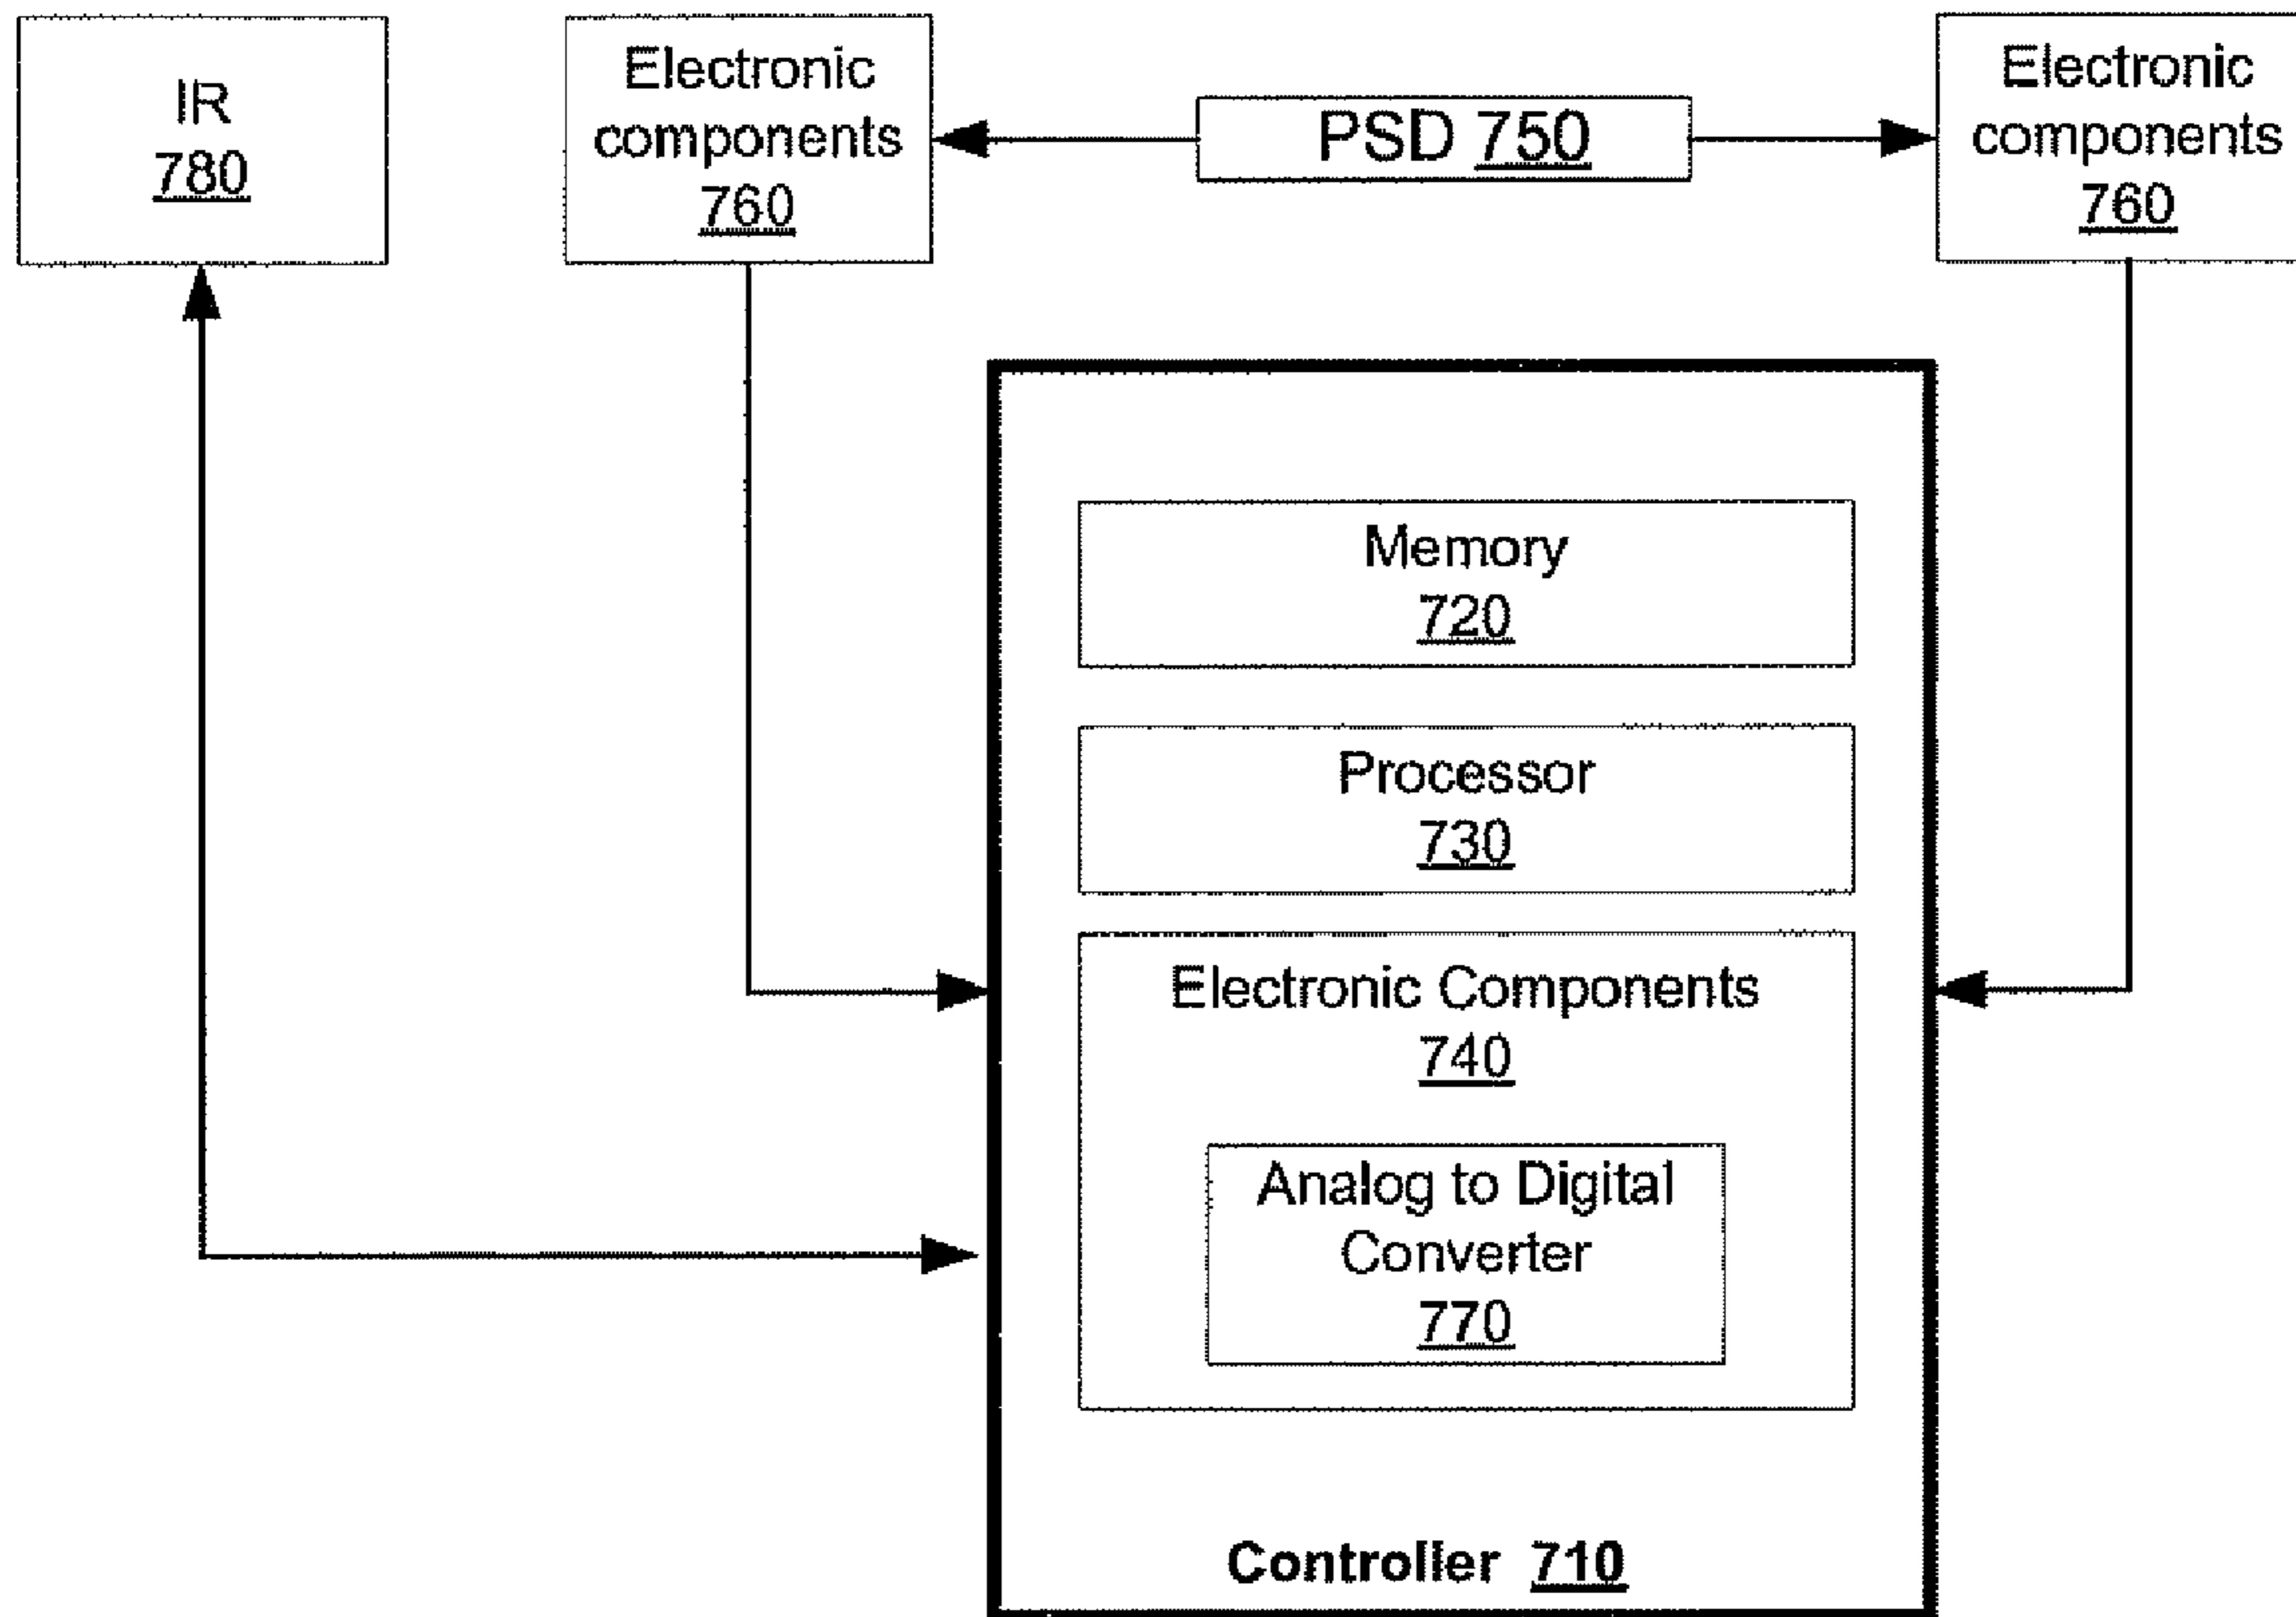 IR
780
Electronic
components
760
PSD 750
Electronic
components
760
Memory
720
Processor
730
Electronic Components
740
Analog to Digital
Converter
770
Controller 710